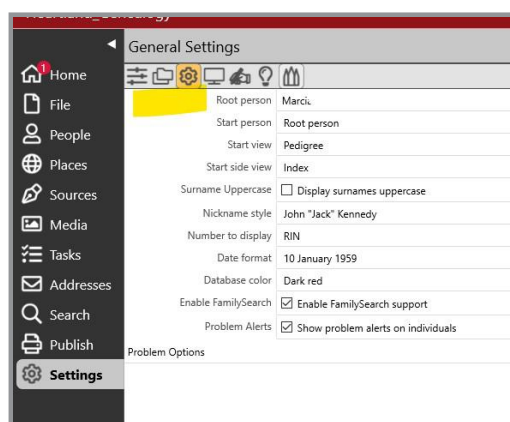 General Settings
1
Home
File
People
Places
Sources
Media
Tasks
Addresses
Search
Publish
Settings
Root person
Start person Root person
Start view Pedigree
Start side view Index
Surname Uppercase Display surnames uppercase
Nickname style John "Jack" Kennedy
Number to display RIN
Date format 10 January 1959
Database color Dark red
Enable FamilySearch Enable FamilySearch support
Problem Alerts Show problem alerts on individuals
Problem Options